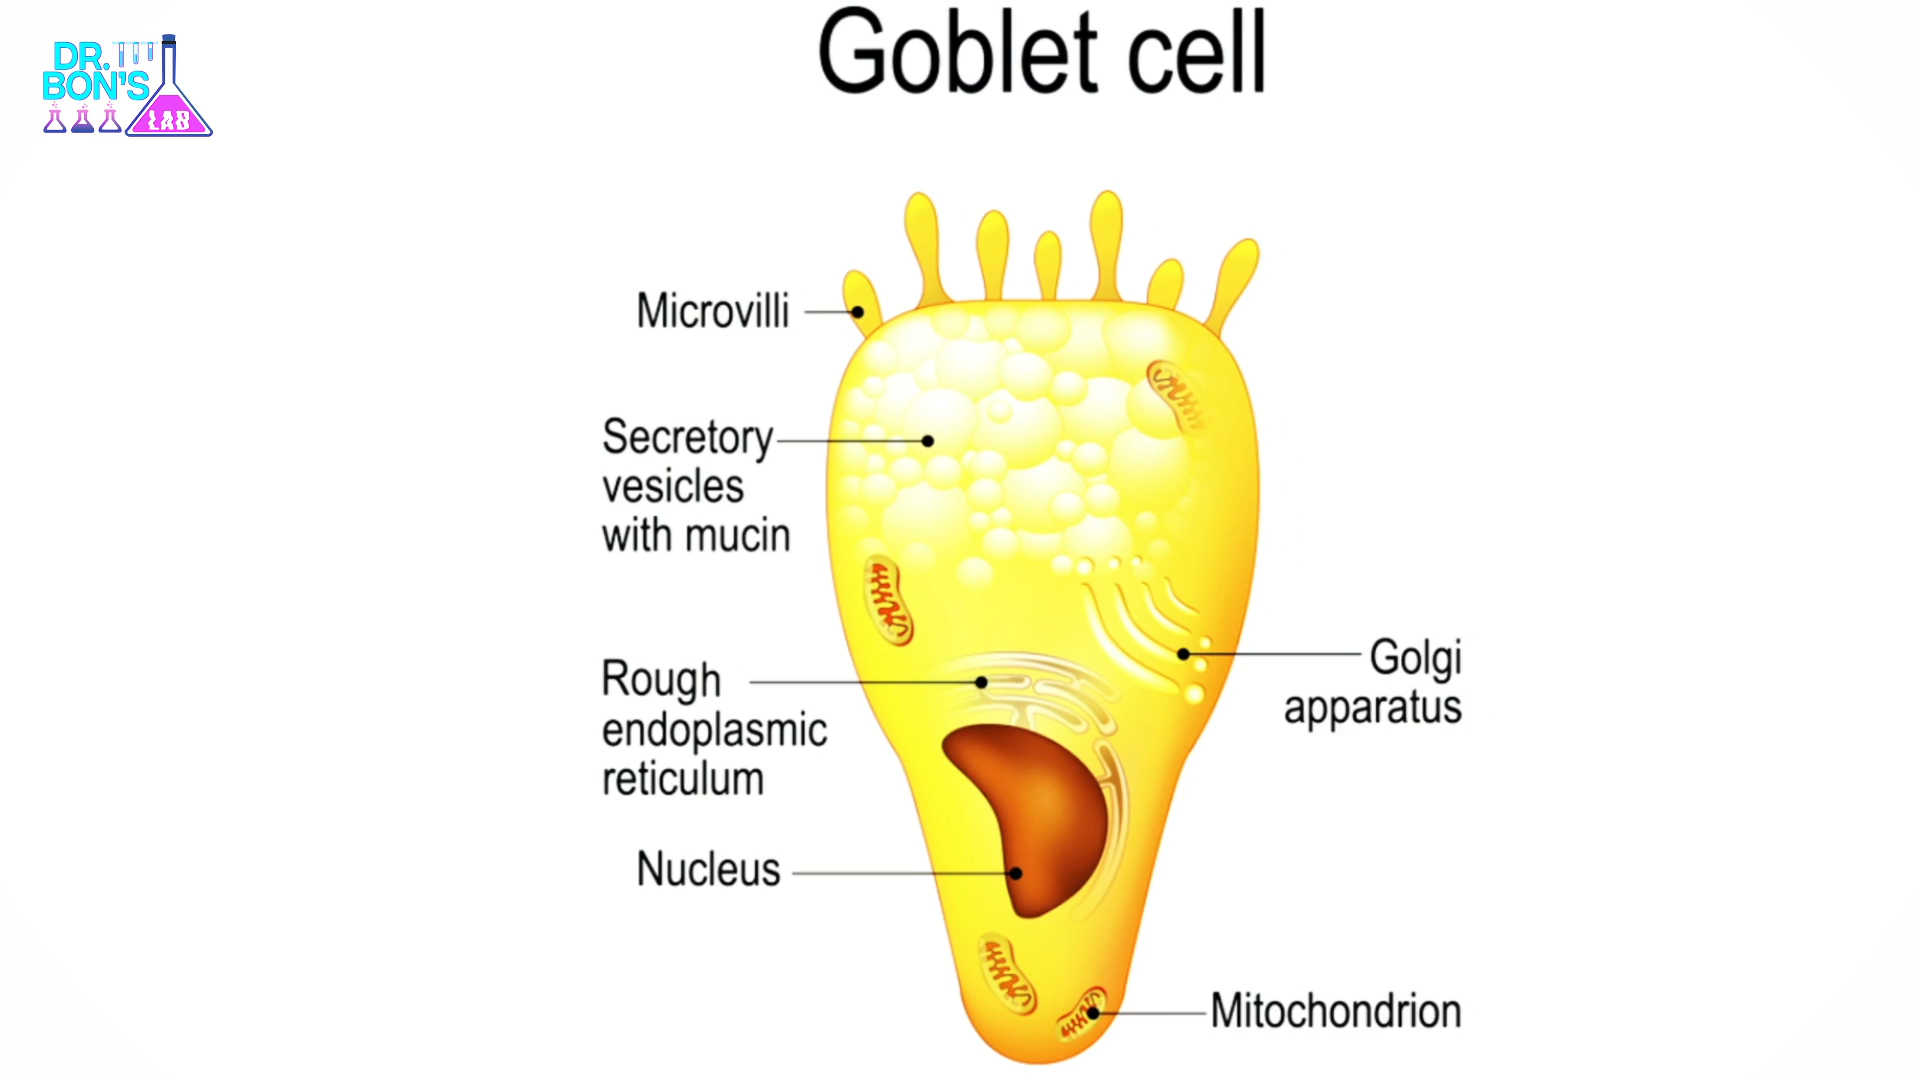 Goblet cell
DR.
BON'S
LAB
Microvilli
Secretory
vesicles
with mucin
Rough
endoplasmic
reticulum
Nucleus
Golgi
apparatus
Mitochondrion